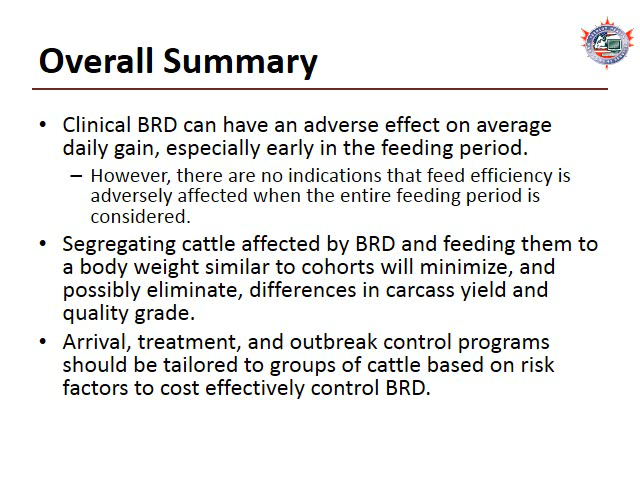 Overall Summary
• Clinical BRD can have an adverse effect on average
daily gain, especially early in the feeding period.
– However, there are no indications that feed efficiency is
adversely affected when the entire feeding period is
considered.
• Segregating cattle affected by BRD and feeding them to
a body weight similar to cohorts will minimize, and
possibly eliminate, differences in carcass yield and
quality grade.
• Arrival, treatment, and outbreak control programs
should be tailored to groups of cattle based on risk
factors to cost effectively control BRD.